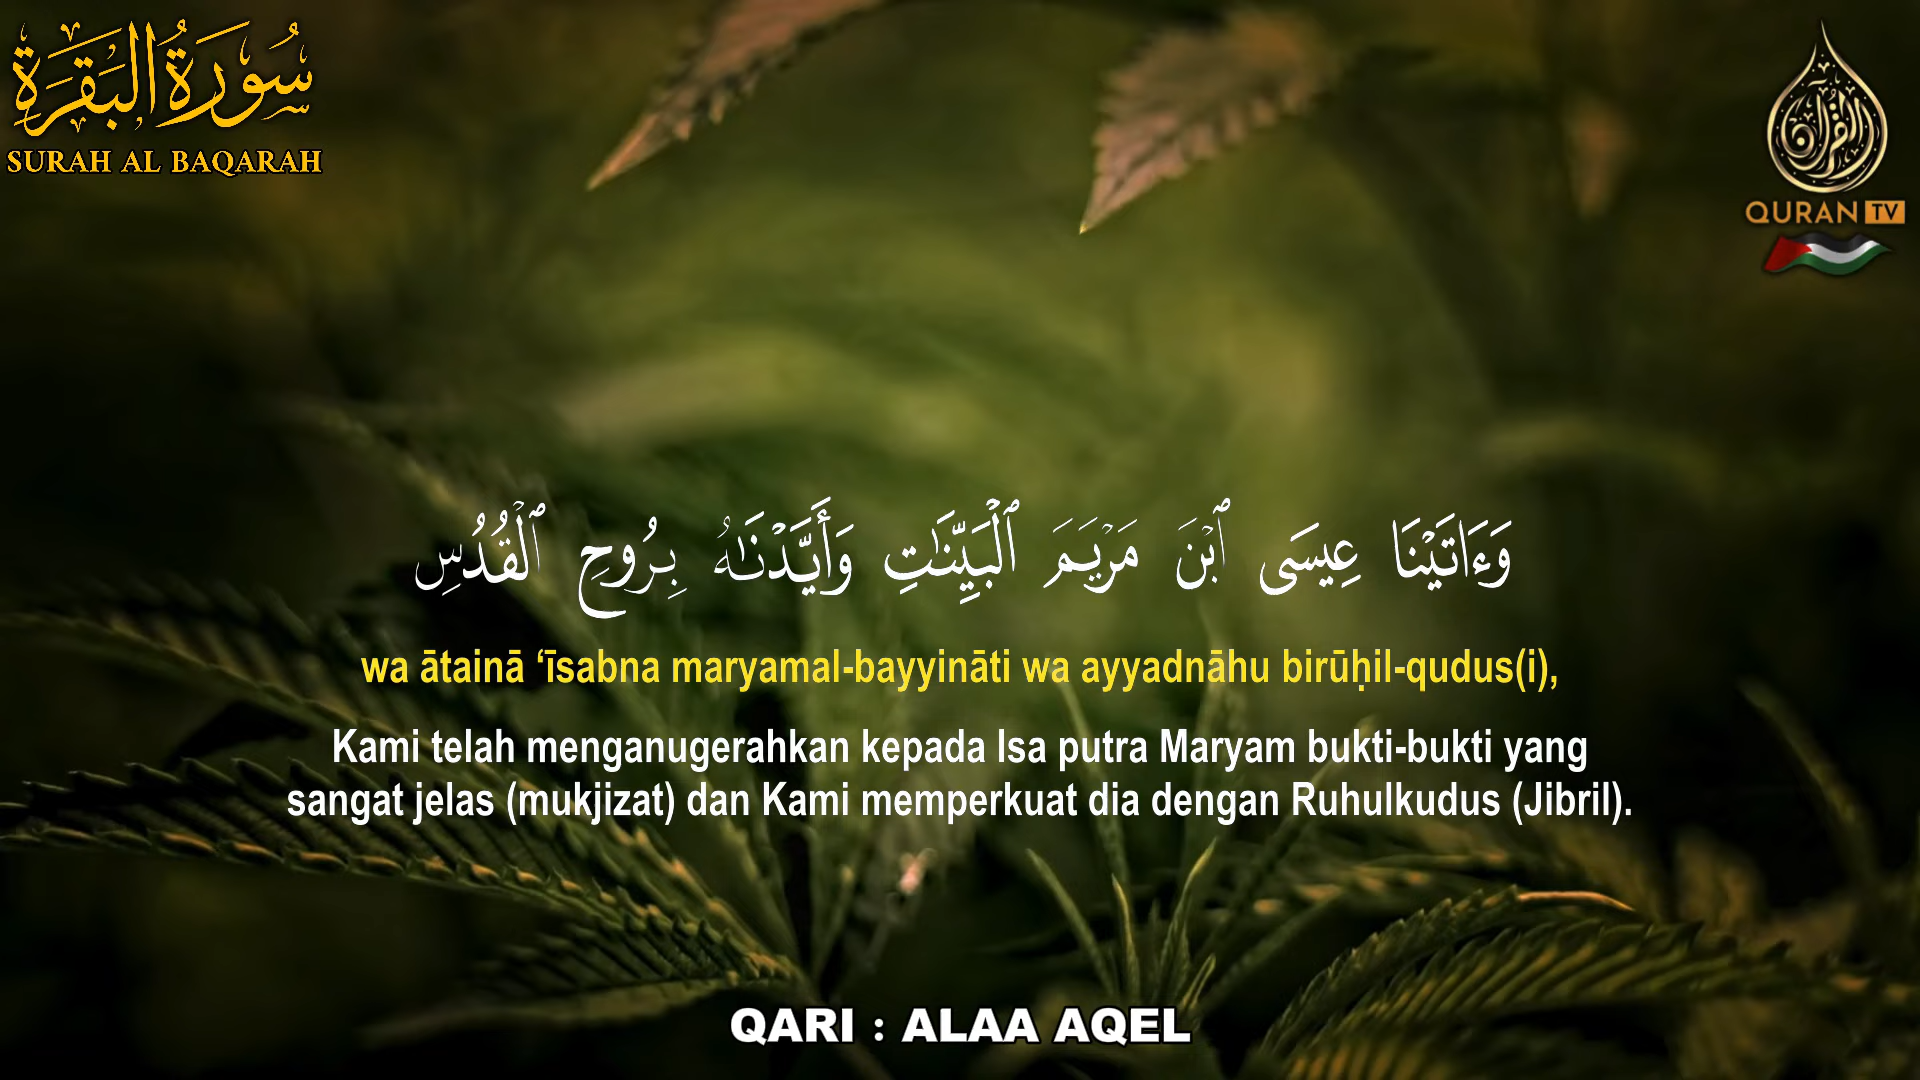 سُورَةُ الْبَقَرَةِ
SURAH AL BAQARAH
القرآن
QURAN TV
وَءَاتَيْنَا عِيسَى ٱبْنَ مَرْيَمَ ٱلْبَيِّنَٰتِ وَأَيَّدْنَٰهُ بِرُوحِ ٱلْقُدُسِ
wa ātainā ‘īsabna maryamal-bayyināti wa ayyadnāhu birūḥil-qudus(i),
Kami telah menganugerahkan kepada Isa putra Maryam bukti-bukti yang
sangat jelas (mukjizat) dan Kami memperkuat dia dengan Ruhulkudus (Jibril).
QARI : ALAA AQEL